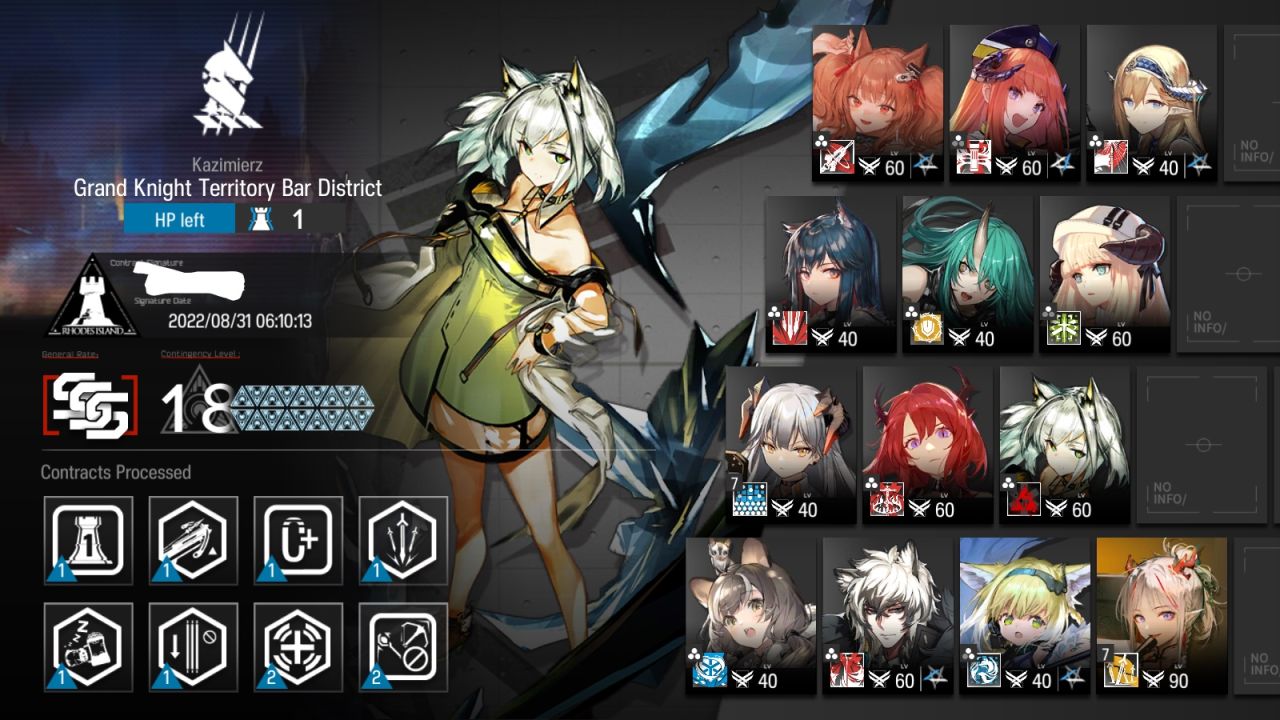 Kazimierz
Grand Knight Territory Bar District
HP left 1
Contract Signature
Signature Date
2022/08/31 06:10:13
RHODES ISLAND
General Rate:
Contingency Level:
SSS
18
Contracts Processed
1
1
1
1
Z Z Z
1
1
2
2
LV 60
LV 60
LV 40
NO INFO/
LV 40
LV 40
LV 60
NO INFO/
7 LV 40
LV 60
LV 60
NO INFO/
LV 40
LV 60
LV 40
7 LV 90
NO INFO